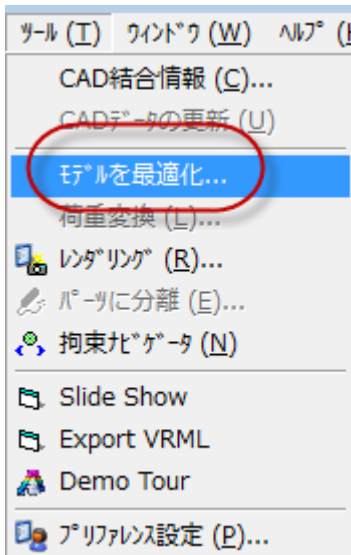 ﾂｰﾙ (T) ｳｨﾝﾄﾞｳ (W) ﾍﾙﾌﾟ (
CAD結合情報 (C)...
CADﾃﾞｰﾀの更新 (U)
ﾓﾃﾞﾙを最適化...
荷重変換 (L)...
ﾚﾝﾀﾞﾘﾝｸﾞ (R)...
ﾊﾟｰﾂに分離 (E)...
拘束ﾅﾋﾞｹﾞｰﾀ (N)
Slide Show
Export VRML
Demo Tour
ﾌﾟﾘﾌｧﾚﾝｽ設定 (P)...